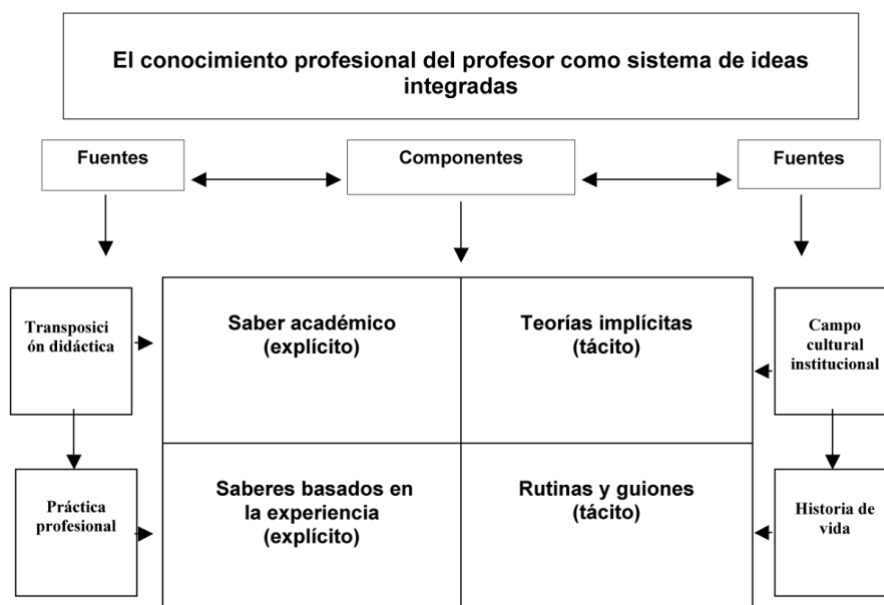 El conocimiento profesional del profesor como sistema de ideas
integradas
Fuentes
Componentes
Fuentes
Transposici
ón didáctica
Saber académico
(explícito)
Teorías implícitas
(tácito)
Campo
cultural
institucional
Práctica
profesional
Saberes basados en
la experiencia
(explícito)
Rutinas y guiones
(tácito)
Historia de
vida